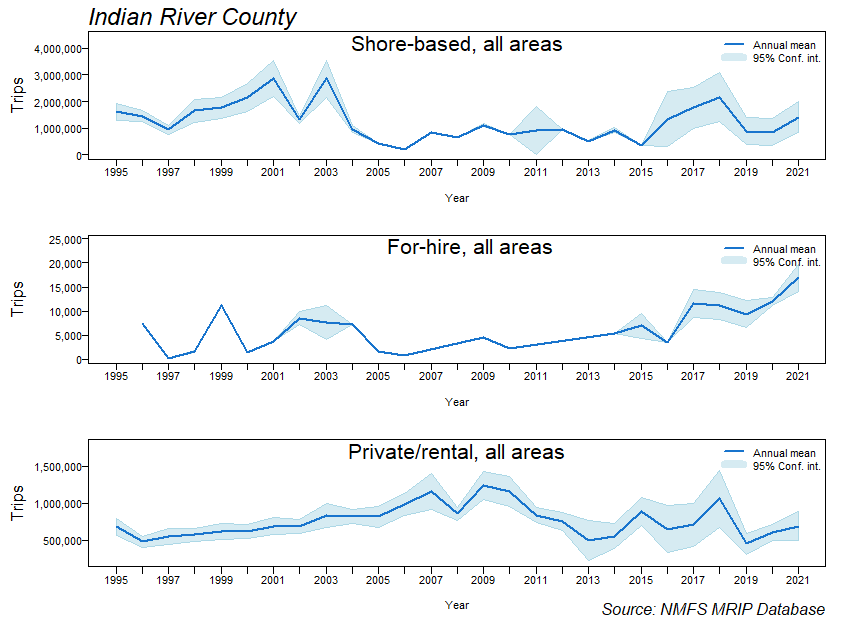 Indian River County
Shore-based, all areas
Annual mean
95% Conf. int.
Trips
4,000,000
3,000,000
2,000,000
1,000,000
0
1995 1997 1999 2001 2003 2005 2007 2009 2011 2013 2015 2017 2019 2021
Year
For-hire, all areas
Annual mean
95% Conf. int.
Trips
25,000
20,000
15,000
10,000
5,000
0
1995 1997 1999 2001 2003 2005 2007 2009 2011 2013 2015 2017 2019 2021
Year
Private/rental, all areas
Annual mean
95% Conf. int.
Trips
1,500,000
1,000,000
500,000
1995 1997 1999 2001 2003 2005 2007 2009 2011 2013 2015 2017 2019 2021
Year
Source: NMFS MRIP Database